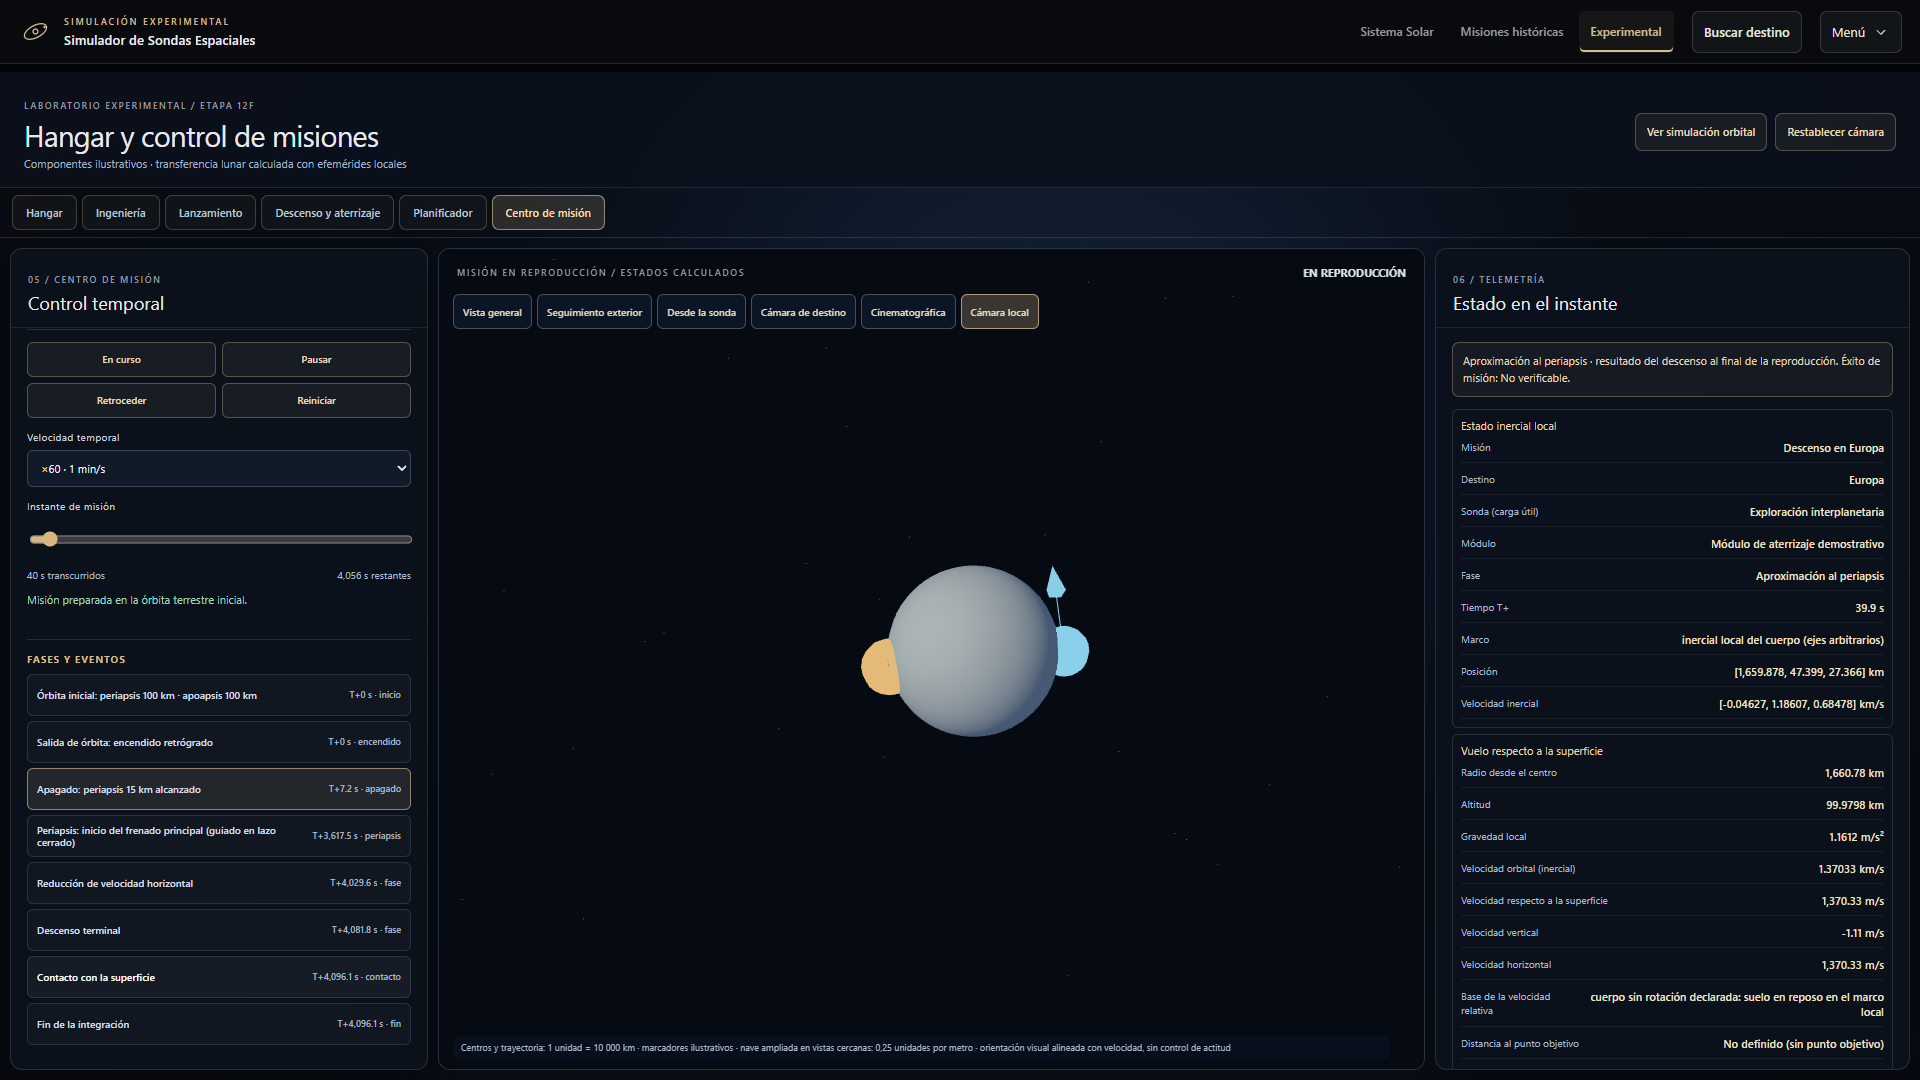 SIMULACIÓN EXPERIMENTAL
Simulador de Sondas Espaciales
Sistema Solar
Misiones históricas
Experimental
Buscar destino
Menú
LABORATORIO EXPERIMENTAL / ETAPA 12F
Hangar y control de misiones
Componentes ilustrativos · transferencia lunar calculada con efemérides locales
Ver simulación orbital
Restablecer cámara
Hangar
Ingeniería
Lanzamiento
Descenso y aterrizaje
Planificador
Centro de misión
05 / CENTRO DE MISIÓN
Control temporal
En curso
Pausar
Retroceder
Reiniciar
Velocidad temporal
×60 · 1 min/s
Instante de misión
40 s transcurridos
4,056 s restantes
Misión preparada en la órbita terrestre inicial.
FASES Y EVENTOS
Órbita inicial: periapsis 100 km · apoapsis 100 km
T+0 s · inicio
Salida de órbita: encendido retrógrado
T+0 s · encendido
Apagado: periapsis 15 km alcanzado
T+7.2 s · apagado
Periapsis: inicio del frenado principal (guiado en lazo
cerrado)
T+3,617.5 s · periapsis
Reducción de velocidad horizontal
T+4,029.6 s · fase
Descenso terminal
T+4,081.8 s · fase
Contacto con la superficie
T+4,096.1 s · contacto
Fin de la integración
T+4,096.1 s · fin
MISIÓN EN REPRODUCCIÓN / ESTADOS CALCULADOS
EN REPRODUCCIÓN
Vista general
Seguimiento exterior
Desde la sonda
Cámara de destino
Cinematográfica
Cámara local
Centros y trayectoria: 1 unidad = 10 000 km · marcadores ilustrativos · nave ampliada en vistas cercanas: 0,25 unidades por metro · orientación visual alineada con velocidad, sin control de actitud
06 / TELEMETRÍA
Estado en el instante
Aproximación al periapsis · resultado del descenso al final de la reproducción. Éxito de
misión: No verificable.
Estado inercial local
Misión
Descenso en Europa
Destino
Europa
Sonda (carga útil)
Exploración interplanetaria
Módulo
Módulo de aterrizaje demostrativo
Fase
Aproximación al periapsis
Tiempo T+
39.9 s
Marco
inercial local del cuerpo (ejes arbitrarios)
Posición
[1,659.878, 47.399, 27.366] km
Velocidad inercial
[-0.04627, 1.18607, 0.68478] km/s
Vuelo respecto a la superficie
Radio desde el centro
1,660.78 km
Altitud
99.9798 km
Gravedad local
1.1612 m/s²
Velocidad orbital (inercial)
1.37033 km/s
Velocidad respecto a la superficie
1,370.33 m/s
Velocidad vertical
-1.11 m/s
Velocidad horizontal
1,370.33 m/s
Base de la velocidad
relativa
cuerpo sin rotación declarada: suelo en reposo en el marco
local
Distancia al punto objetivo
No definido (sin punto objetivo)